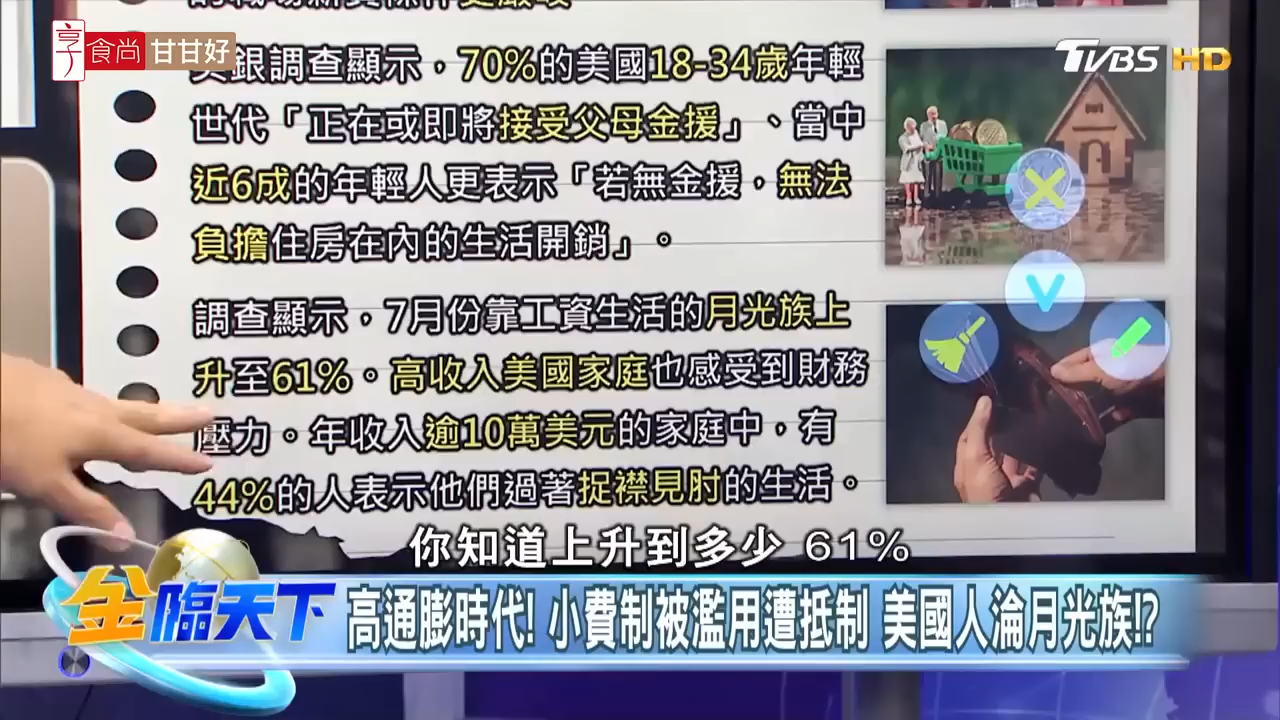 享
食尚
甘甘好
TVBS HD
銀調查顯示，70%的美國18-34歲年輕
世代「正在或即將接受父母金援」、當中
近6成的年輕人更表示「若無金援，無法
負擔住房在內的生活開銷」。
調查顯示，7月份靠工資生活的月光族上
升至61%。高收入美國家庭也感受到財務
壓力。年收入逾10萬美元的家庭中，有
44%的人表示他們過著捉襟見肘的生活。
你知道上升到多少 61%
金臨天下
高通膨時代! 小費制被濫用遭抵制 美國人淪月光族!?